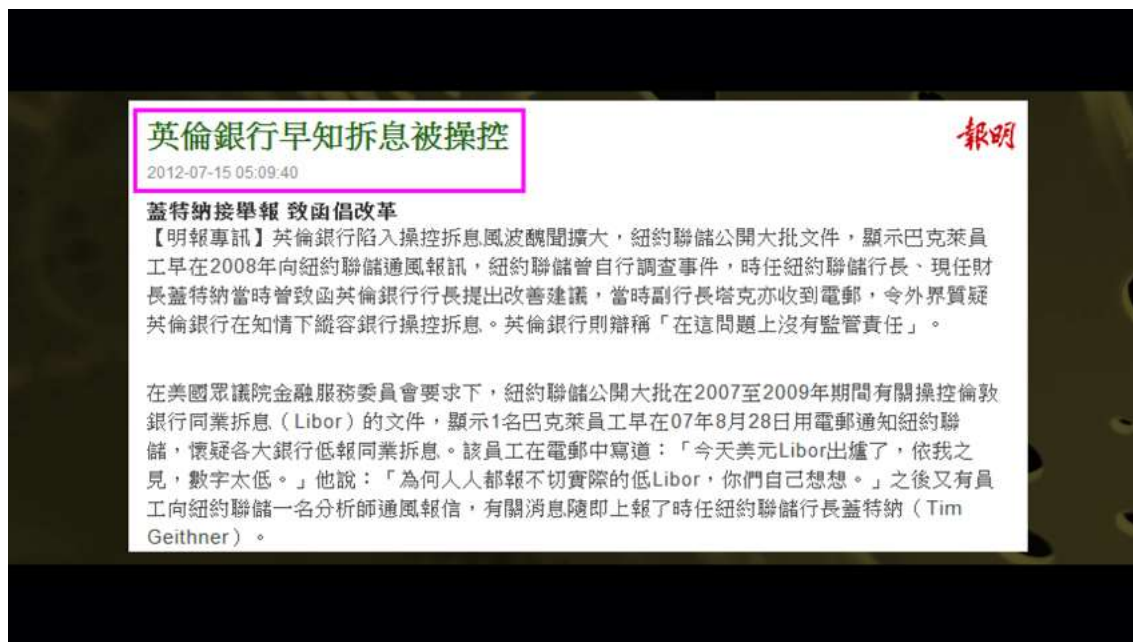 英倫銀行早知拆息被操控
報明
2012-07-15 05:09:40
蓋特納接舉報 致函倡改革
【明報專訊】英倫銀行陷入操控拆息風波醜聞擴大，紐約聯儲公開大批文件，顯示巴克萊員
工早在2008年向紐約聯儲通風報訊，紐約聯儲曾自行調查事件，時任紐約聯儲行長、現任財
長蓋特納當時曾致函英倫銀行行長提出改善建議，當時副行長塔克亦收到電郵，令外界質疑
英倫銀行在知情下縱容銀行操控拆息。英倫銀行則辯稱「在這問題上沒有監管責任」。
在美國眾議院金融服務委員會要求下，紐約聯儲公開大批在2007至2009年期間有關操控倫敦
銀行同業拆息（Libor）的文件，顯示1名巴克萊員工早在07年8月28日用電郵通知紐約聯
儲，懷疑各大銀行低報同業拆息。該員工在電郵中寫道：「今天美元Libor出爐了，依我之
見，數字太低。」他說：「為何人人都報不切實際的低Libor，你們自己想想。」之後又有員
工向紐約聯儲一名分析師通風報信，有關消息隨即上報了時任紐約聯儲行長蓋特納（Tim
Geithner）。